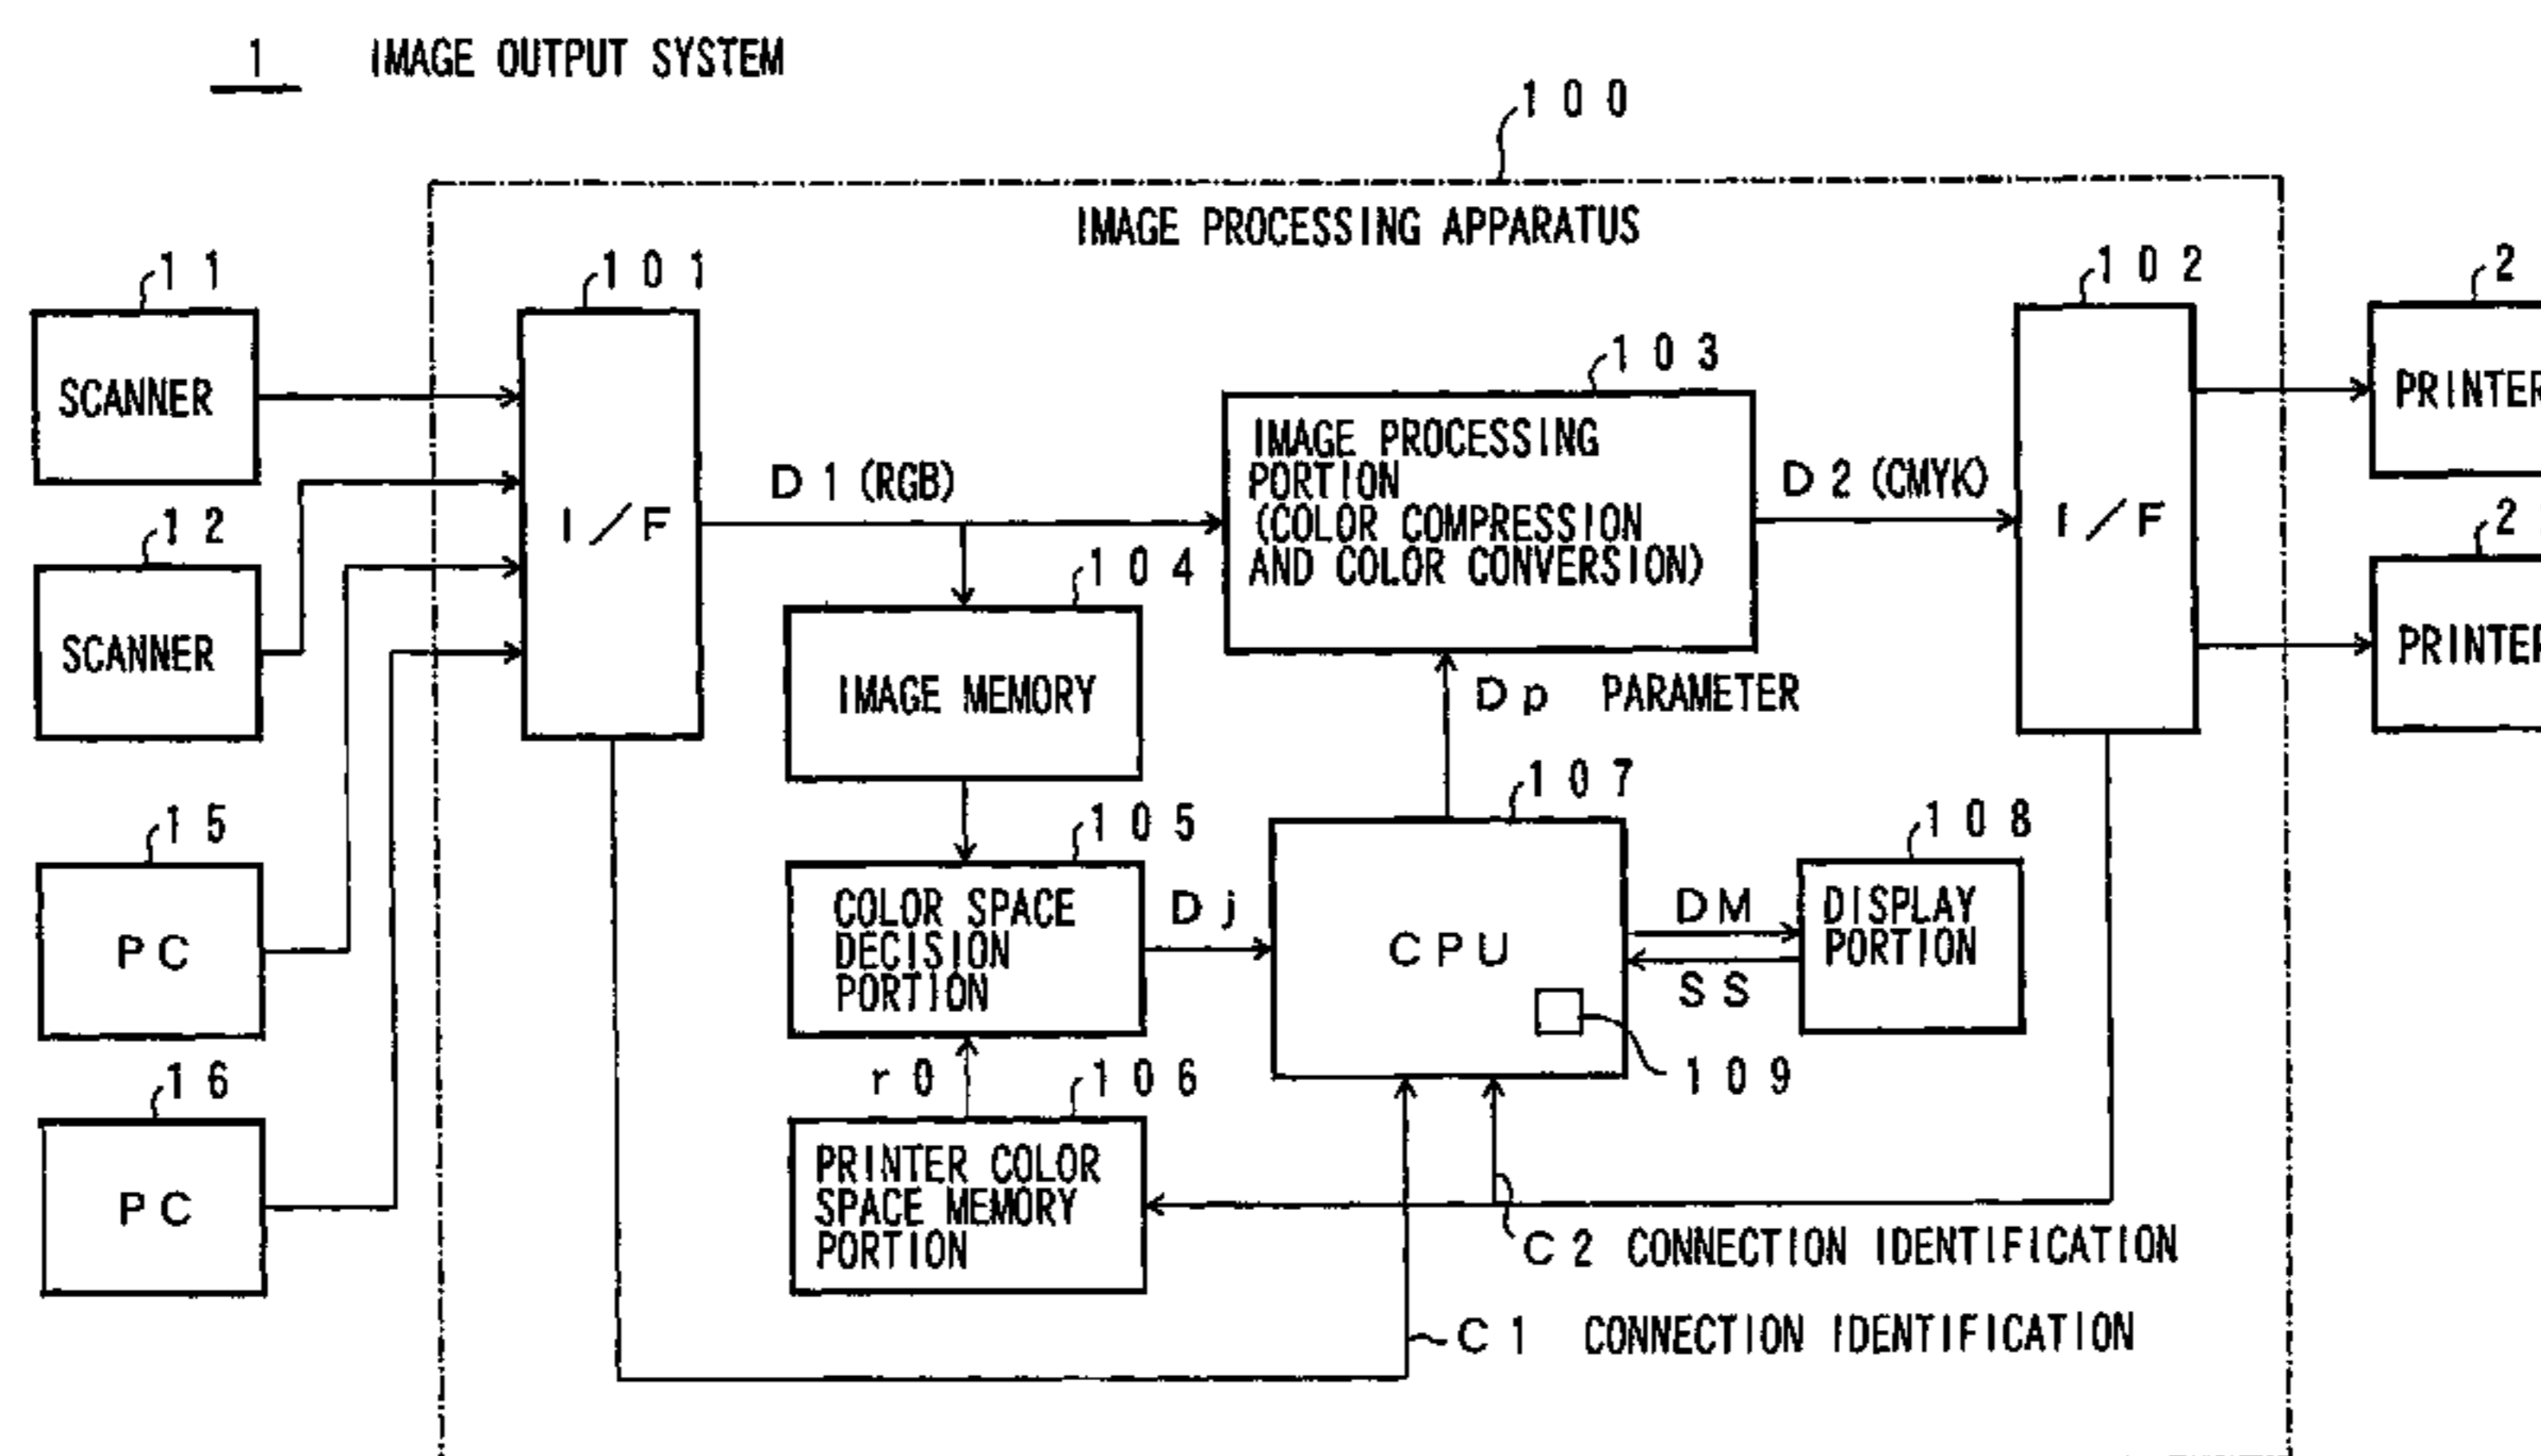 1 IMAGE OUTPUT SYSTEM
100
IMAGE PROCESSING APPARATUS
11
SCANNER
12
SCANNER
15
PC
16
PC
101
I/F
D1 (RGB)
103
IMAGE PROCESSING
PORTION
(COLOR COMPRESSION
AND COLOR CONVERSION)
D2 (CMYK)
102
I/F
2
PRINTER
2
PRINTER
104
IMAGE MEMORY
Dp PARAMETER
105
COLOR SPACE
DECISION
PORTION
Dj
107
CPU
109
DM
SS
108
DISPLAY
PORTION
r0
106
PRINTER COLOR
SPACE MEMORY
PORTION
C2 CONNECTION IDENTIFICATION
C1 CONNECTION IDENTIFICATION